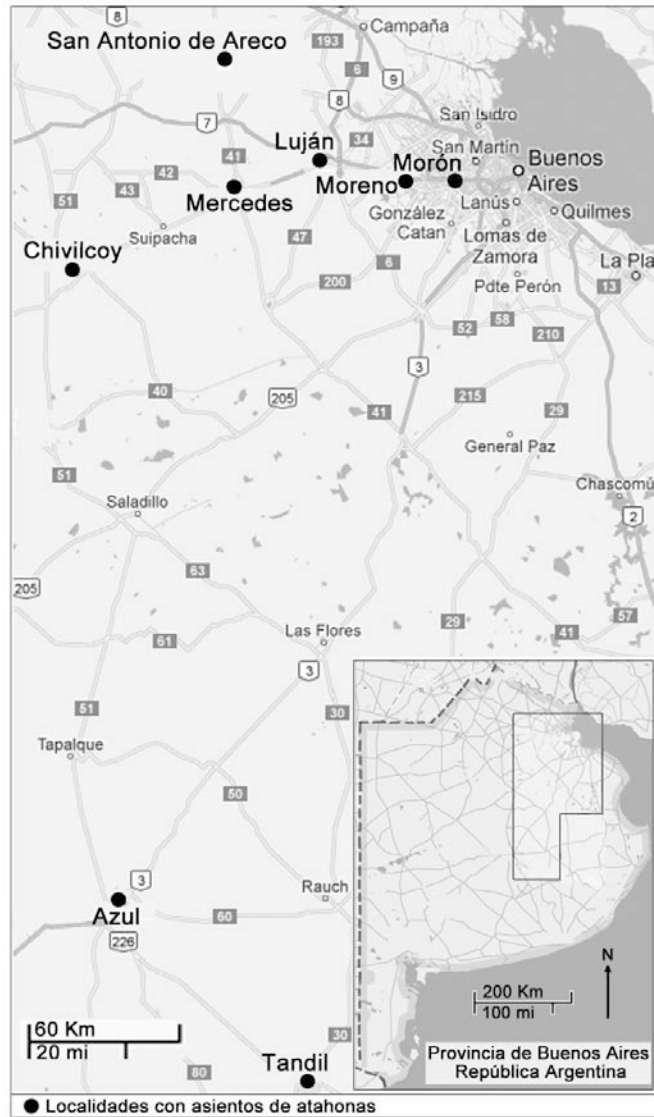 8
Campaña
San Antonio de Areco
193
6
9
8
7
San Isidro
Luján
34
San Martín
41
42
Morón
Buenos
Aires
Moreno
43
Mercedes
51
Lanús
Quilmes
González
Catan
Suipacha
47
Lomas de
Zamora
Chivilcoy
6
La Pla
200
Pdte Perón
13
52
58
210
3
40
205
215
41
29
General Paz
51
Chascomú
Saladillo
2
63
205
57
Las Flores
29
61
41
3
51
30
Tapalque
50
3
Rauch
Azul
60
226
N
200 Km
100 mi
60 Km
20 mi
30
Provincia de Buenos Aires
República Argentina
Tandil
80
● Localidades con asientos de atahonas